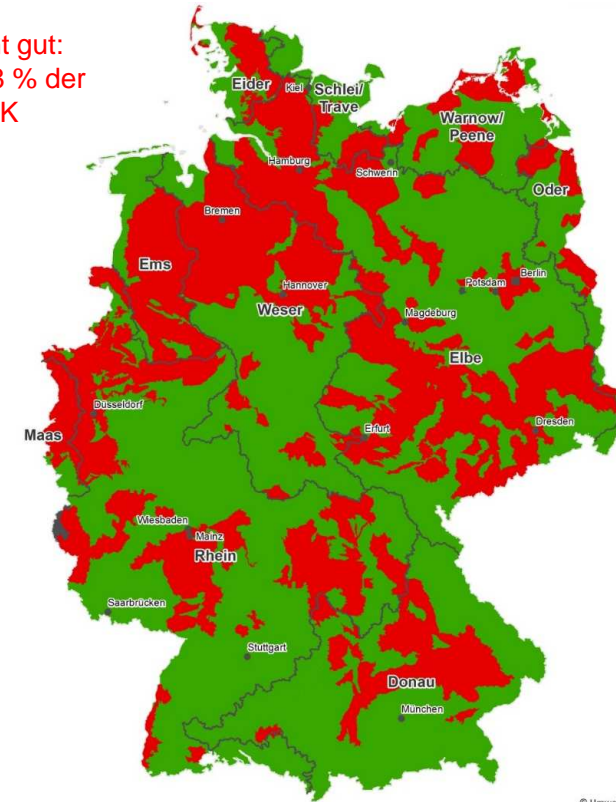 gut:
% der
K
Eider
Kiel
Schlei/
Trave
Warnow/
Peene
Hamburg
Schwerin
Oder
Bremen
Ems
Hannover
Weser
Potsdam
Berlin
Magdeburg
Elbe
Düsseldorf
Maas
Erfurt
Dresden
Wiesbaden
Mainz
Rhein
Saarbrücken
Stuttgart
Donau
München